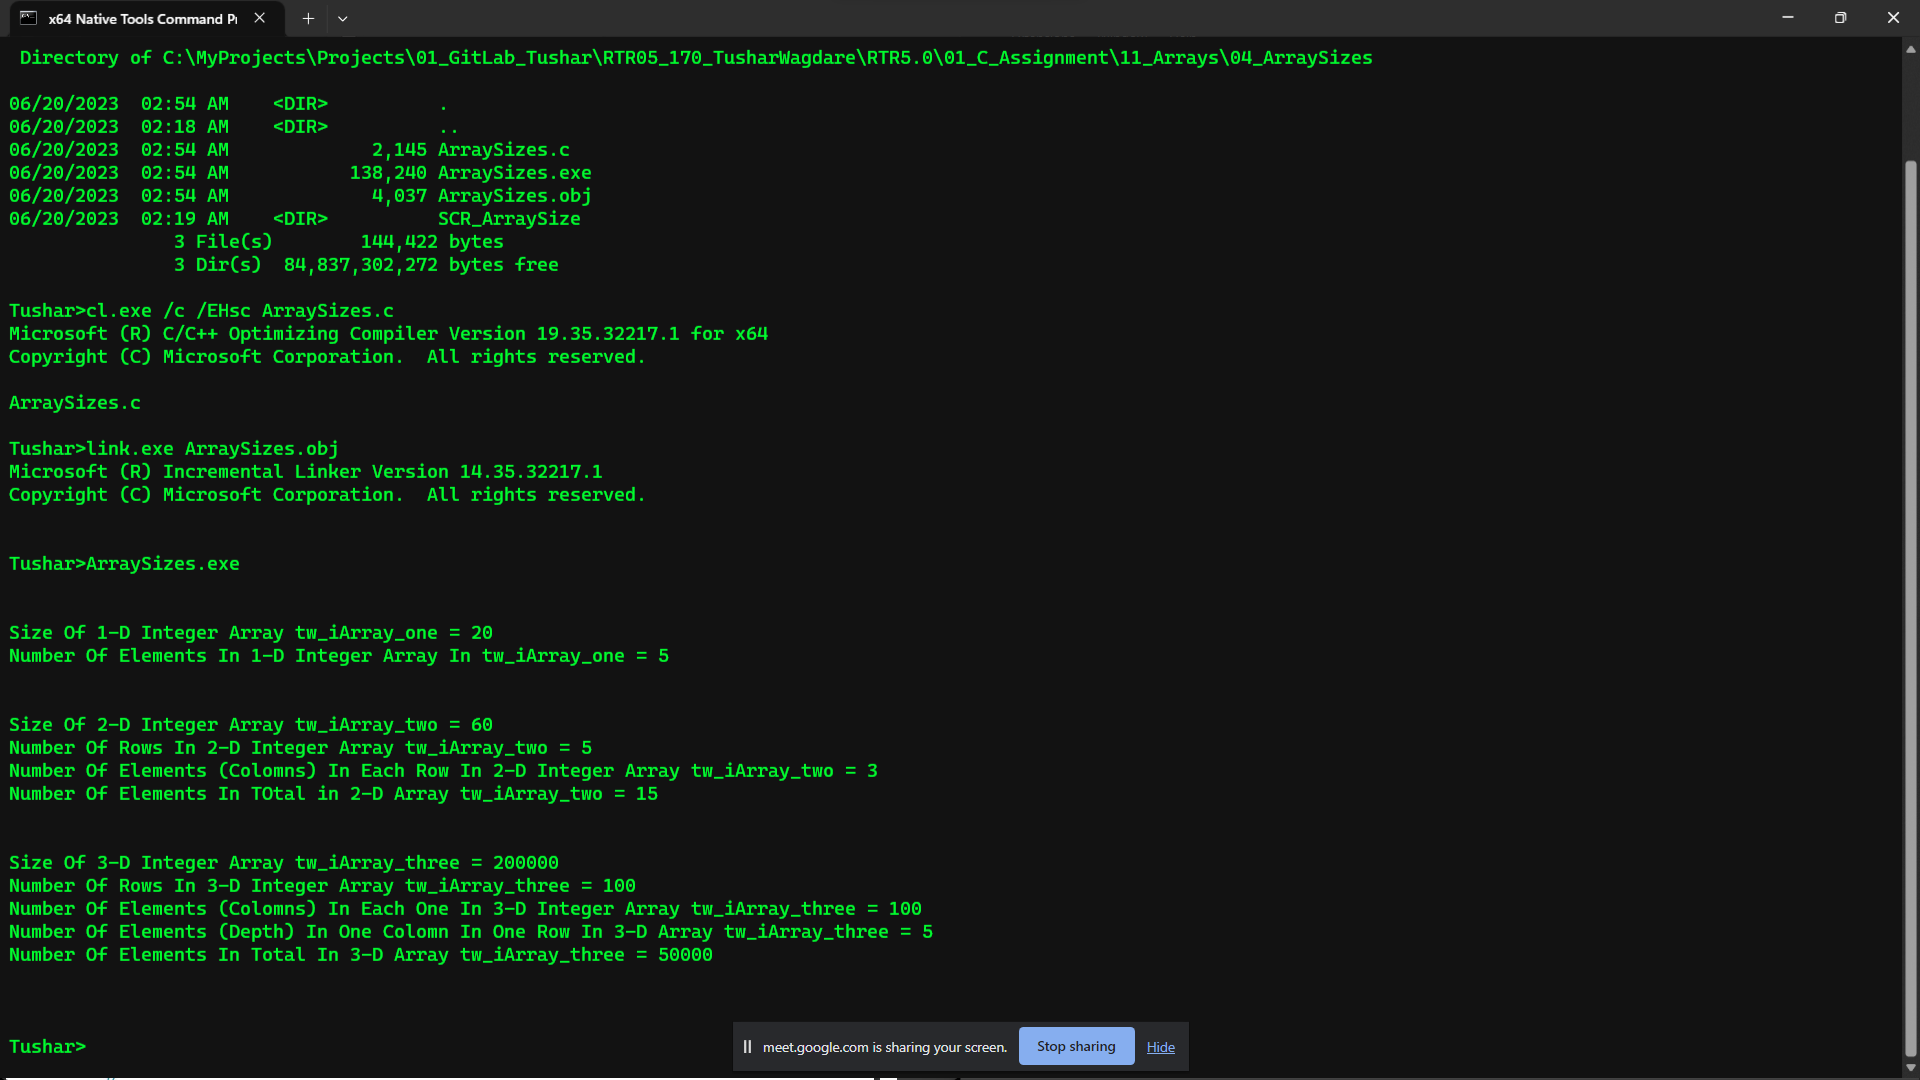 x64 Native Tools Command P
Directory of C:\MyProjects\Projects\01_GitLab_Tushar\RTR05_170_TusharWagdare\RTR5.0\01_C_Assignment\11_Arrays\04_ArraySizes
06/20/2023  02:54 AM    <DIR>          .
06/20/2023  02:18 AM    <DIR>          ..
06/20/2023  02:54 AM             2,145 ArraySizes.c
06/20/2023  02:54 AM           138,240 ArraySizes.exe
06/20/2023  02:54 AM             4,037 ArraySizes.obj
06/20/2023  02:19 AM    <DIR>          SCR_ArraySize
               3 File(s)        144,422 bytes
               3 Dir(s)  84,837,302,272 bytes free
Tushar>cl.exe /c /EHsc ArraySizes.c
Microsoft (R) C/C++ Optimizing Compiler Version 19.35.32217.1 for x64
Copyright (C) Microsoft Corporation.  All rights reserved.
ArraySizes.c
Tushar>link.exe ArraySizes.obj
Microsoft (R) Incremental Linker Version 14.35.32217.1
Copyright (C) Microsoft Corporation.  All rights reserved.
Tushar>ArraySizes.exe
Size Of 1-D Integer Array tw_iArray_one = 20
Number Of Elements In 1-D Integer Array In tw_iArray_one = 5
Size Of 2-D Integer Array tw_iArray_two = 60
Number Of Rows In 2-D Integer Array tw_iArray_two = 5
Number Of Elements (Colomns) In Each Row In 2-D Integer Array tw_iArray_two = 3
Number Of Elements In TOtal in 2-D Array tw_iArray_two = 15
Size Of 3-D Integer Array tw_iArray_three = 200000
Number Of Rows In 3-D Integer Array tw_iArray_three = 100
Number Of Elements (Colomns) In Each One In 3-D Integer Array tw_iArray_three = 100
Number Of Elements (Depth) In One Colomn In One Row In 3-D Array tw_iArray_three = 5
Number Of Elements In Total In 3-D Array tw_iArray_three = 50000
Tushar>
meet.google.com is sharing your screen. Stop sharing Hide